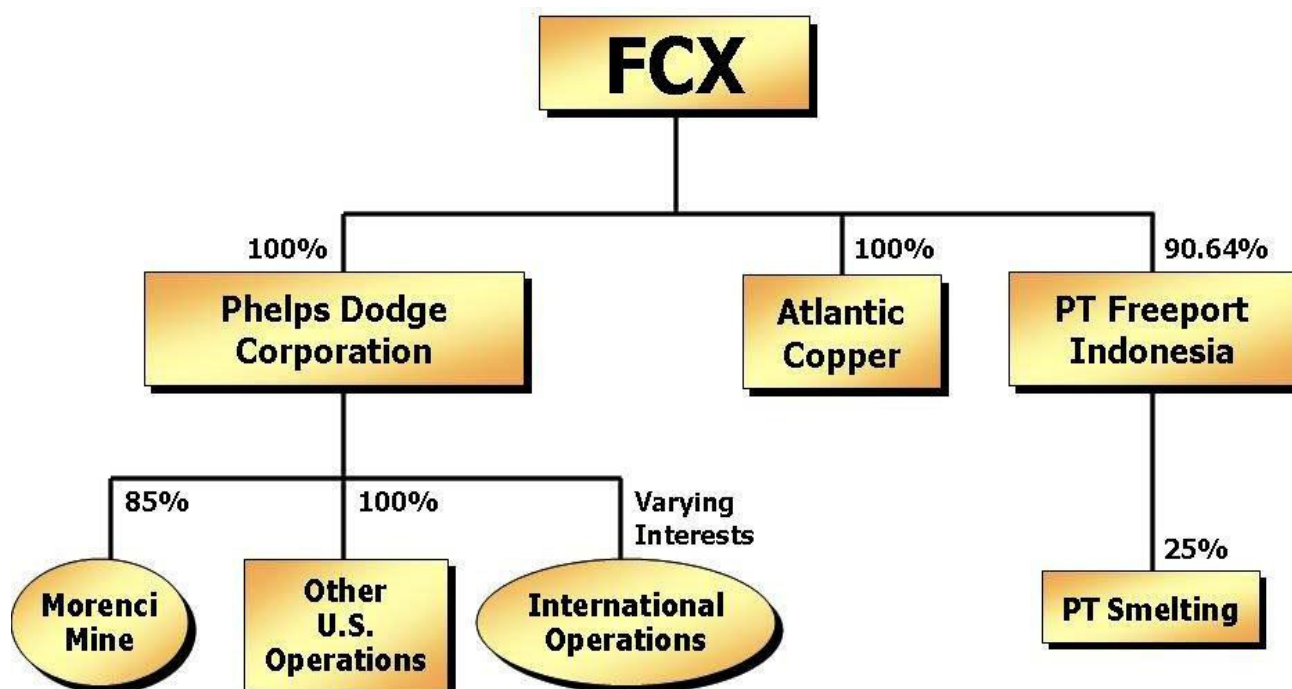 FCX
100%
100%
90.64%
Phelps Dodge
Corporation
Atlantic
Copper
PT Freeport
Indonesia
85%
100%
Varying
Interests
25%
Morenci
Mine
Other
U.S.
Operations
International
Operations
PT Smelting